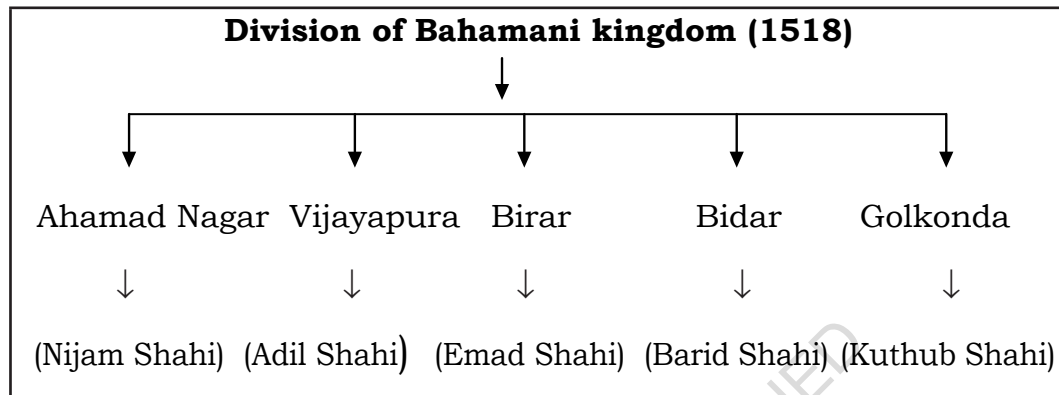 Division of Bahamani kingdom (1518)
Ahamad Nagar Vijayapura Birar Bidar Golkonda
(Nijam Shahi) (Adil Shahi) (Emad Shahi) (Barid Shahi) (Kuthub Shahi)